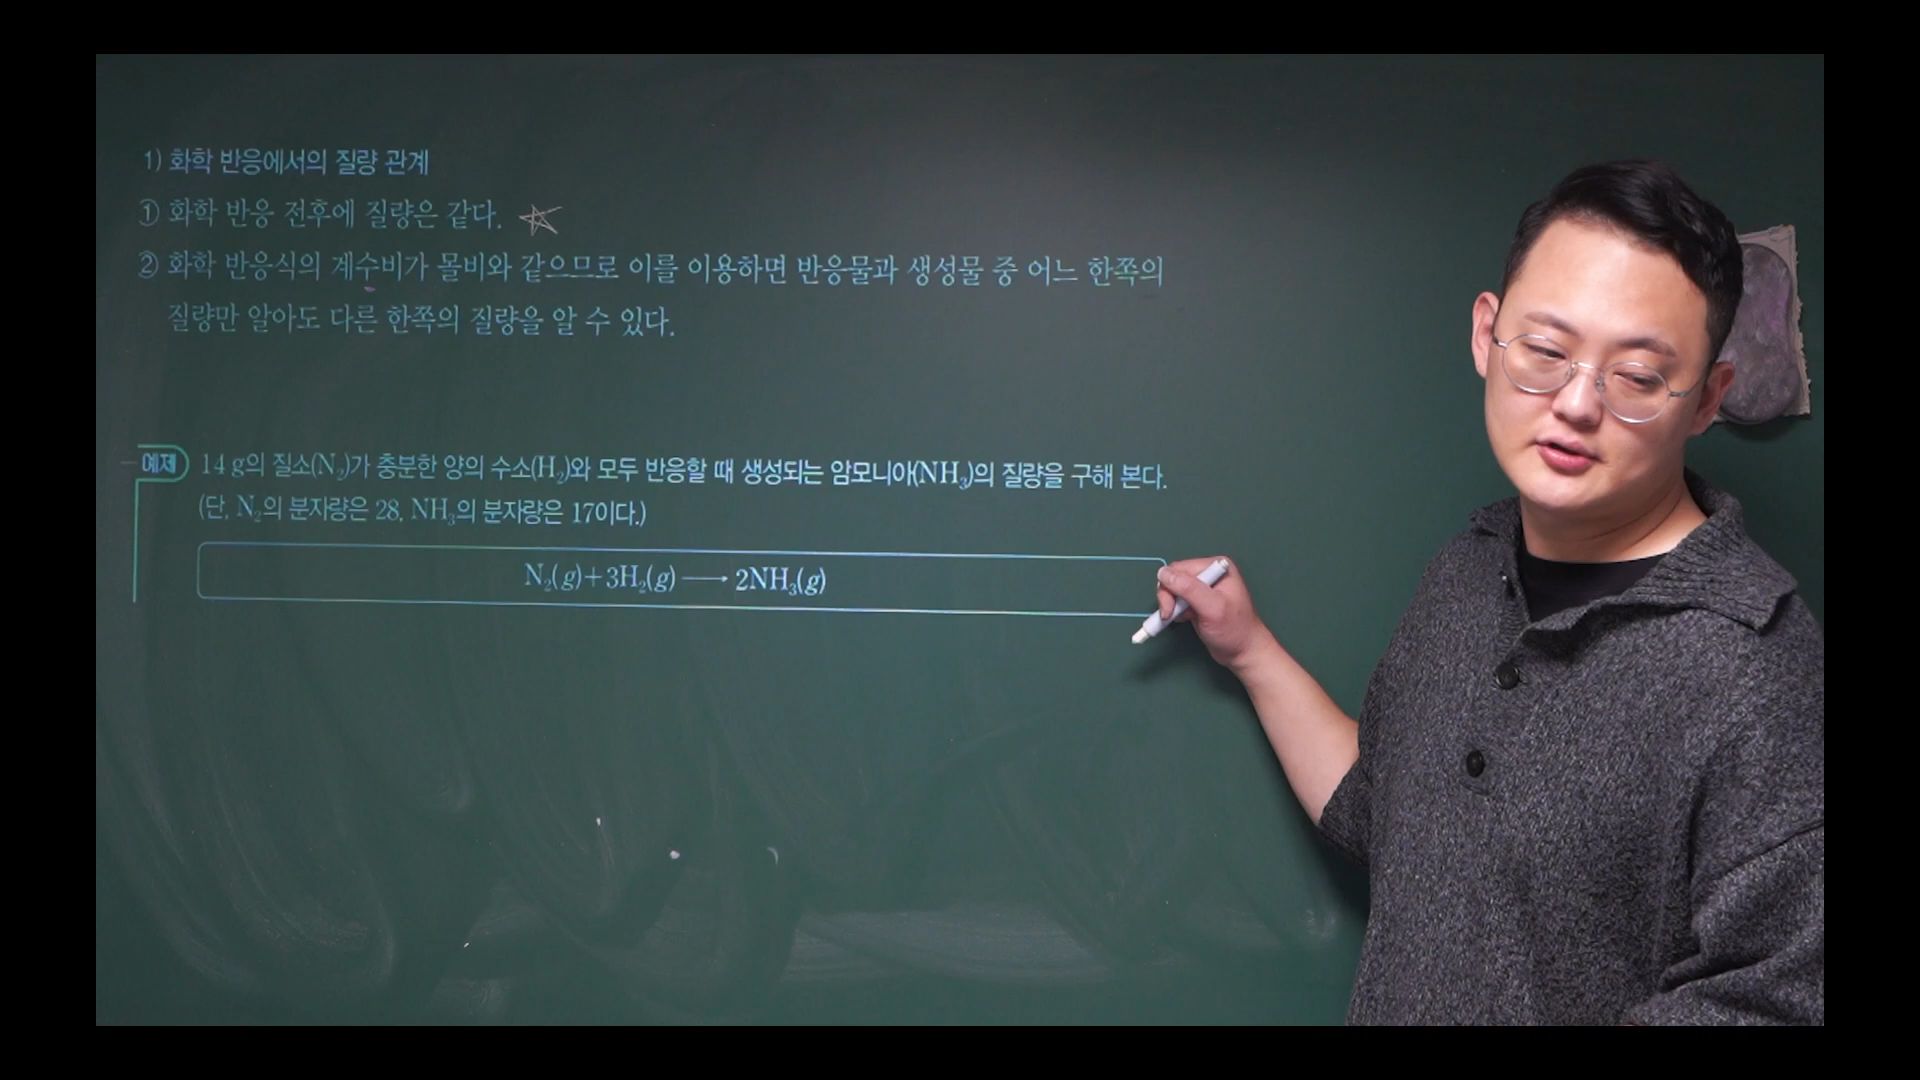 1) 화학 반응에서의 질량 관계
① 화학 반응 전후에 질량은 같다.
② 화학 반응식의 계수비가 몰비와 같으므로 이를 이용하면 반응물과 생성물 중 어느 한쪽의
질량만 알아도 다른 한쪽의 질량을 알 수 있다.
예제 14 g의 질소(N₂)가 충분한 양의 수소(H₂)와 모두 반응할 때 생성되는 암모니아(NH₃)의 질량을 구해 본다.
(단, N₂의 분자량은 28, NH₃의 분자량은 17이다.)
N₂(g)+3H₂(g) ⟶ 2NH₃(g)